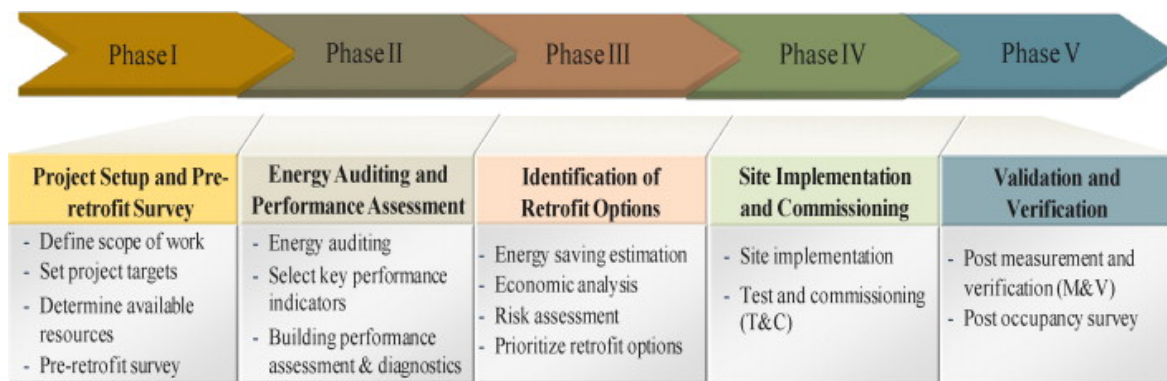 Phase I
Phase II
Phase III
Phase IV
Phase V
Project Setup and Pre-
retrofit Survey
- Define scope of work
- Set project targets
- Determine available
resources
- Pre-retrofit survey
Energy Auditing and
Performance Assessment
- Energy auditing
- Select key performance
indicators
- Building performance
assessment & diagnostics
Identification of
Retrofit Options
- Energy saving estimation
- Economic analysis
- Risk assessment
- Prioritize retrofit options
Site Implementation
and Commissioning
- Site implementation
- Test and commissioning
(T&C)
Validation and
Verification
- Post measurement and
verification (M&V)
- Post occupancy survey